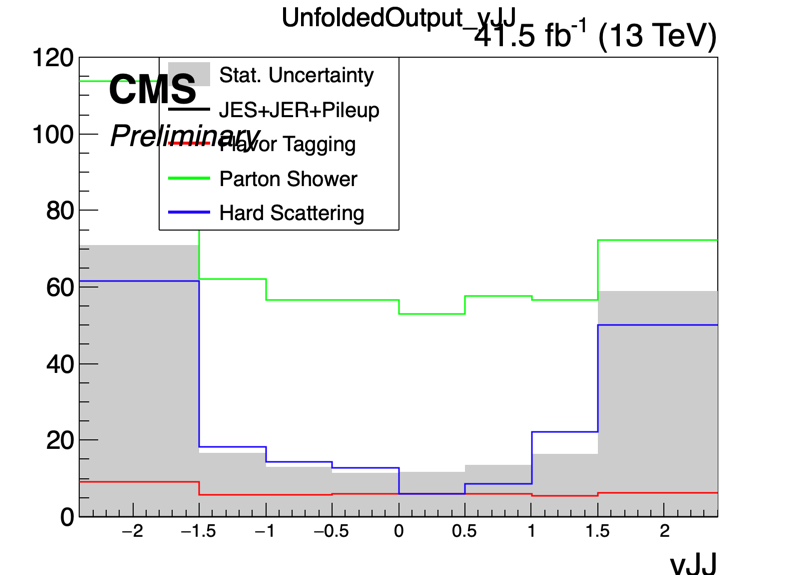 UnfoldedOutput_yJJ
41.5 fb-1 (13 TeV)
CMS
Preliminary
Stat. Uncertainty
JES+JER+Pileup
Flavor Tagging
Parton Shower
Hard Scattering
120
100
80
60
40
20
0
−2 −1.5 −1 −0.5 0 0.5 1 1.5 2
yJJ